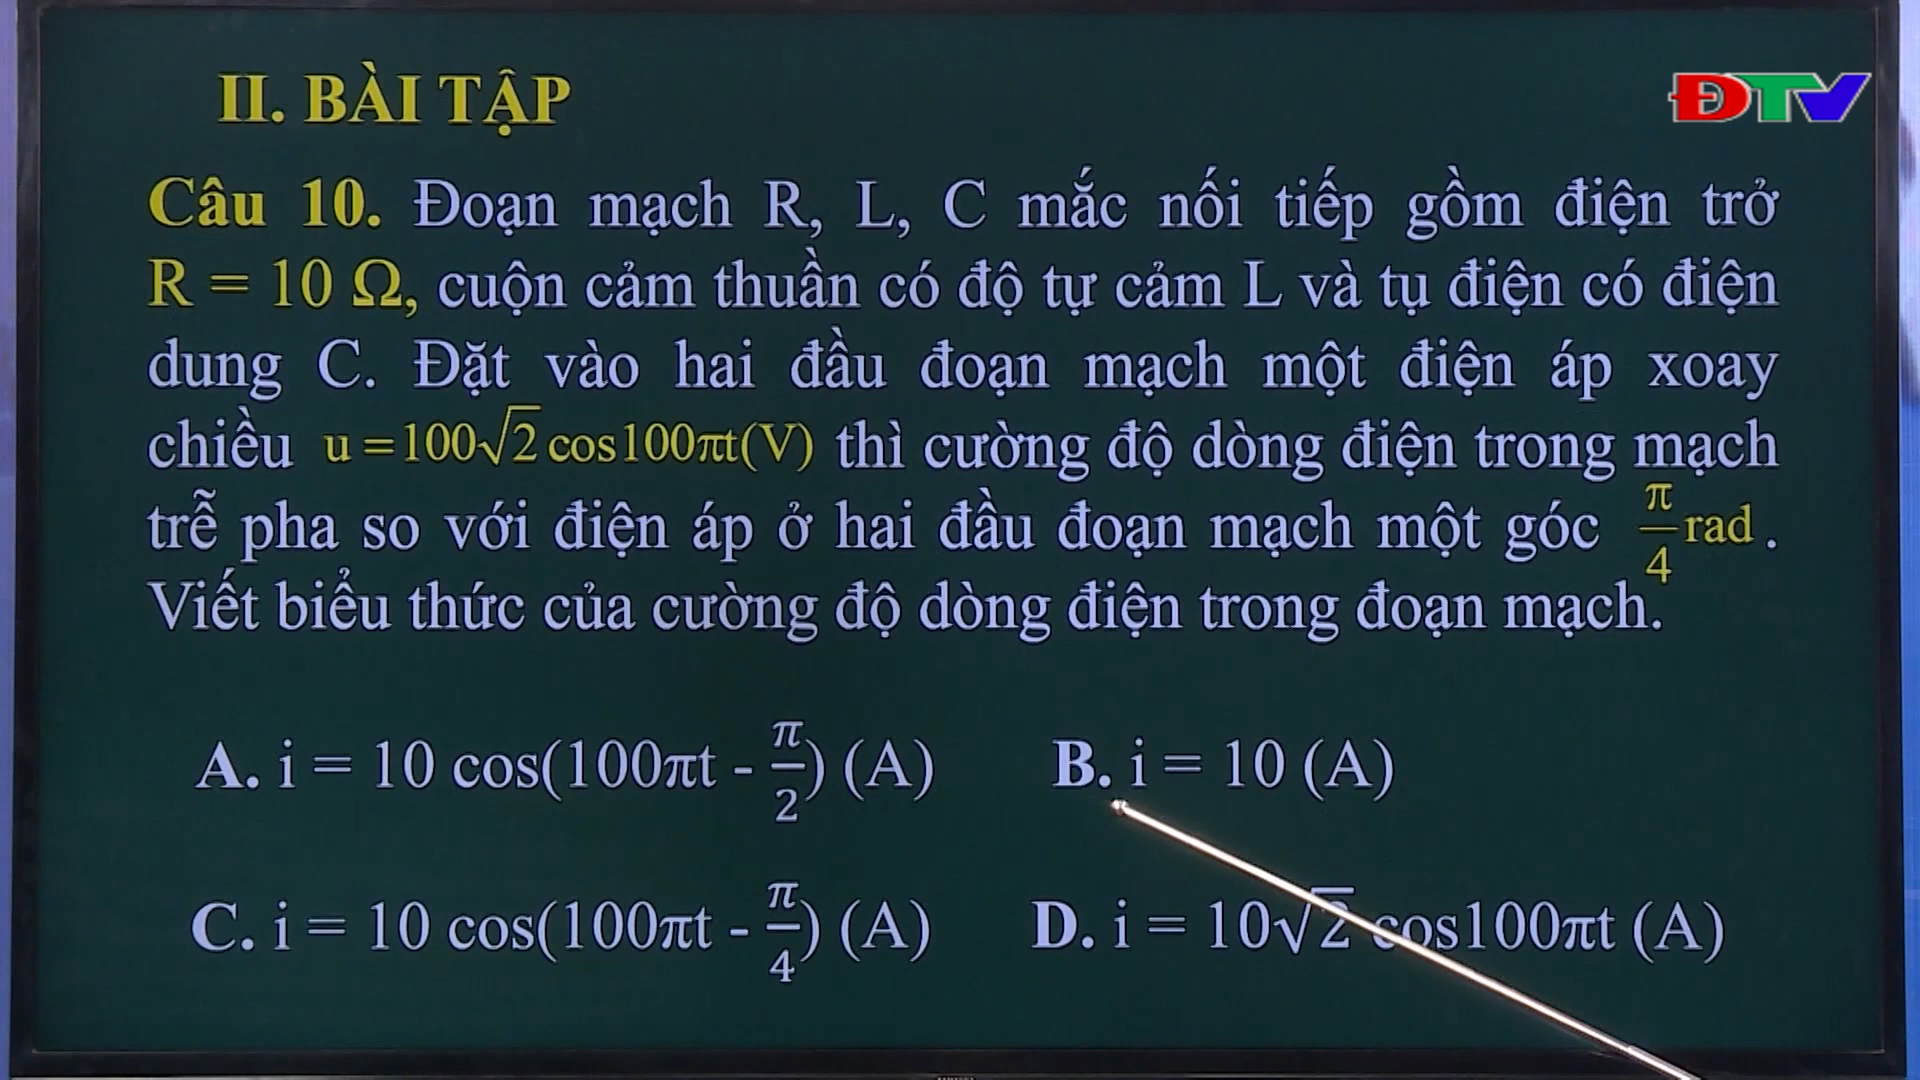 II. BÀI TẬP
ĐTV
Câu 10. Đoạn mạch R, L, C mắc nối tiếp gồm điện trở
R = 10 Ω, cuộn cảm thuần có độ tự cảm L và tụ điện có điện
dung C. Đặt vào hai đầu đoạn mạch một điện áp xoay
chiều u = 100√2 cos100πt(V) thì cường độ dòng điện trong mạch
trễ pha so với điện áp ở hai đầu đoạn mạch một góc π/4 rad .
Viết biểu thức của cường độ dòng điện trong đoạn mạch.
A. i = 10 cos(100πt - π/2) (A) B. i = 10 (A)
C. i = 10 cos(100πt - π/4) (A) D. i = 10√2 cos100πt (A)